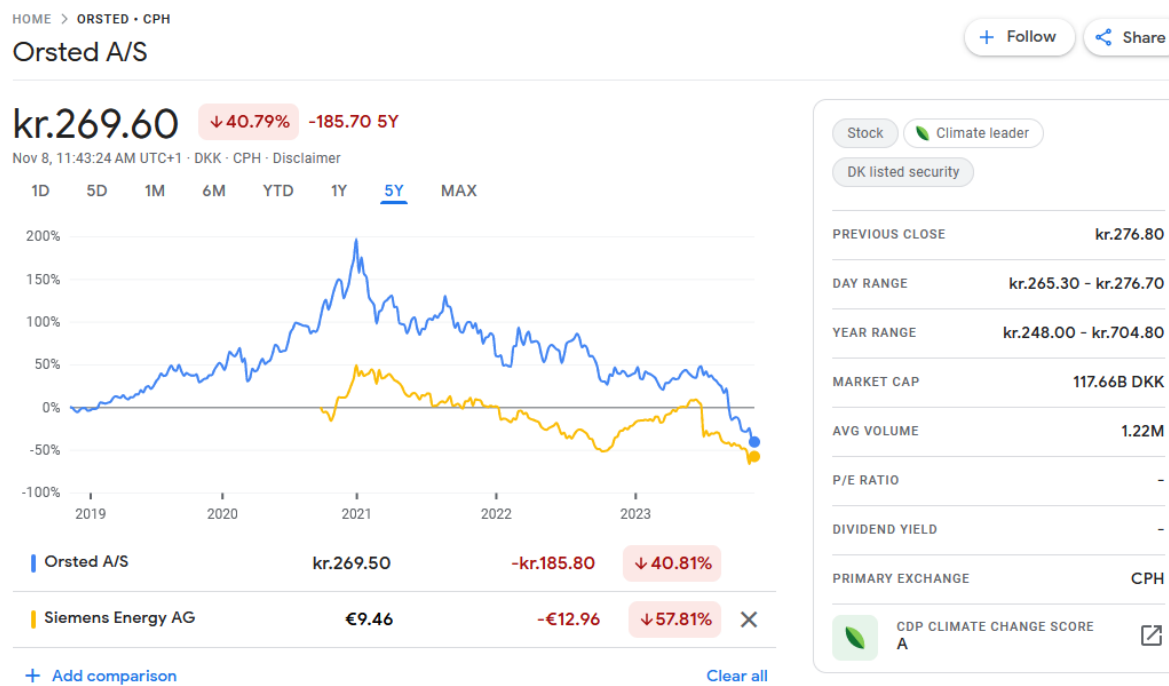 HOME > ORSTED • CPH
Orsted A/S
+ Follow
Share
kr.269.60 ↓40.79% -185.70 5Y
Nov 8, 11:43:24 AM UTC+1 · DKK · CPH · Disclaimer
1D 5D 1M 6M YTD 1Y 5Y MAX
200%
150%
100%
50%
0%
-50%
-100%
2019 2020 2021 2022 2023
Orsted A/S kr.269.50 -kr.185.80 ↓40.81%
Siemens Energy AG €9.46 -€12.96 ↓57.81% ×
+ Add comparison Clear all
Stock Climate leader
DK listed security
PREVIOUS CLOSE kr.276.80
DAY RANGE kr.265.30 - kr.276.70
YEAR RANGE kr.248.00 - kr.704.80
MARKET CAP 117.66B DKK
AVG VOLUME 1.22M
P/E RATIO -
DIVIDEND YIELD -
PRIMARY EXCHANGE CPH
CDP CLIMATE CHANGE SCORE
A